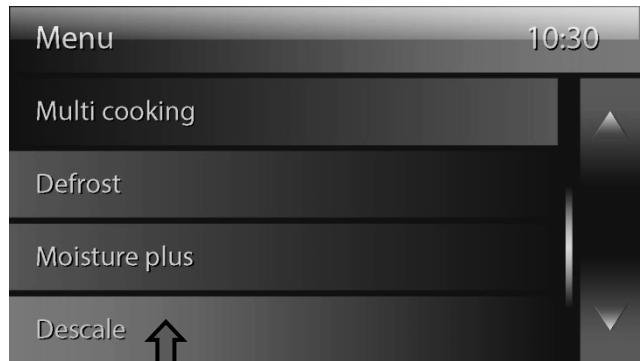 Menu 10:30
Multi cooking
Defrost
Moisture plus
Descale